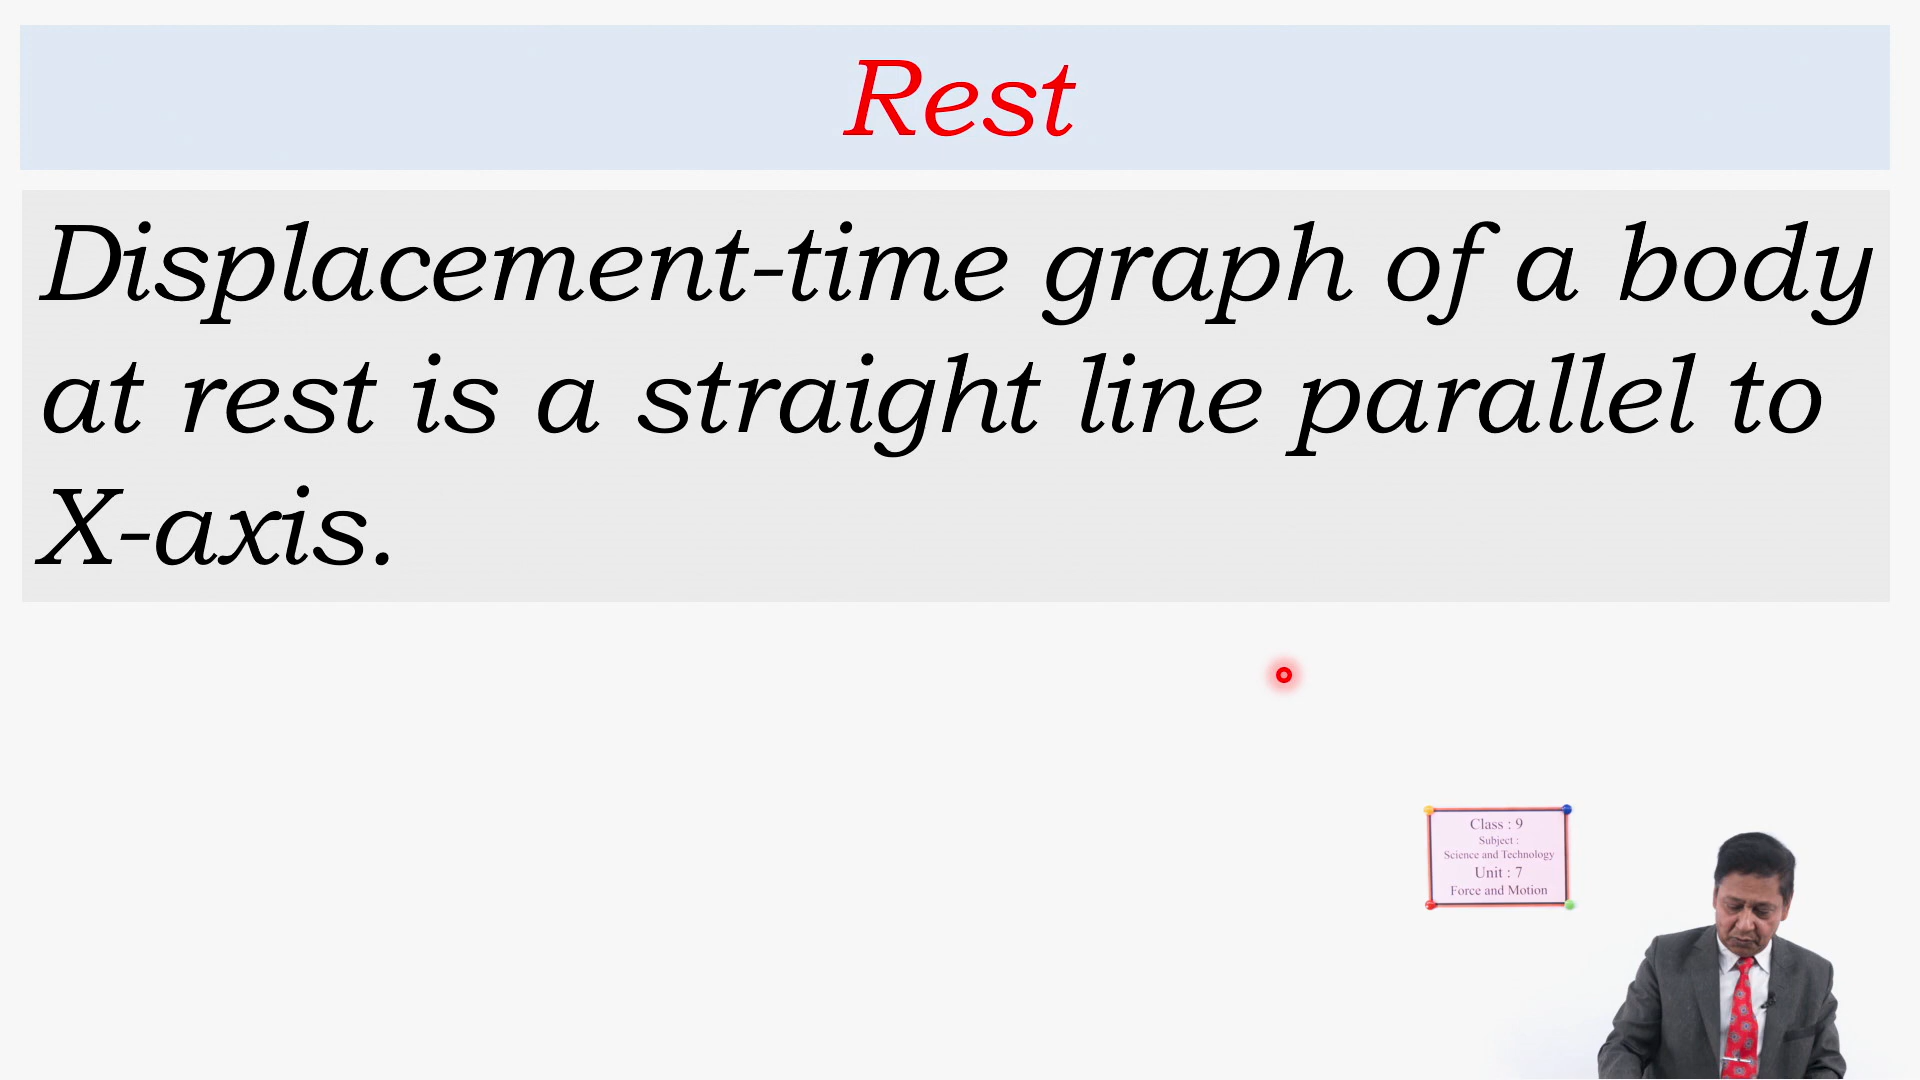 Rest
Displacement-time graph of a body
at rest is a straight line parallel to
X-axis.
Class : 9
Subject :
Science and Technology
Unit : 7
Force and Motion